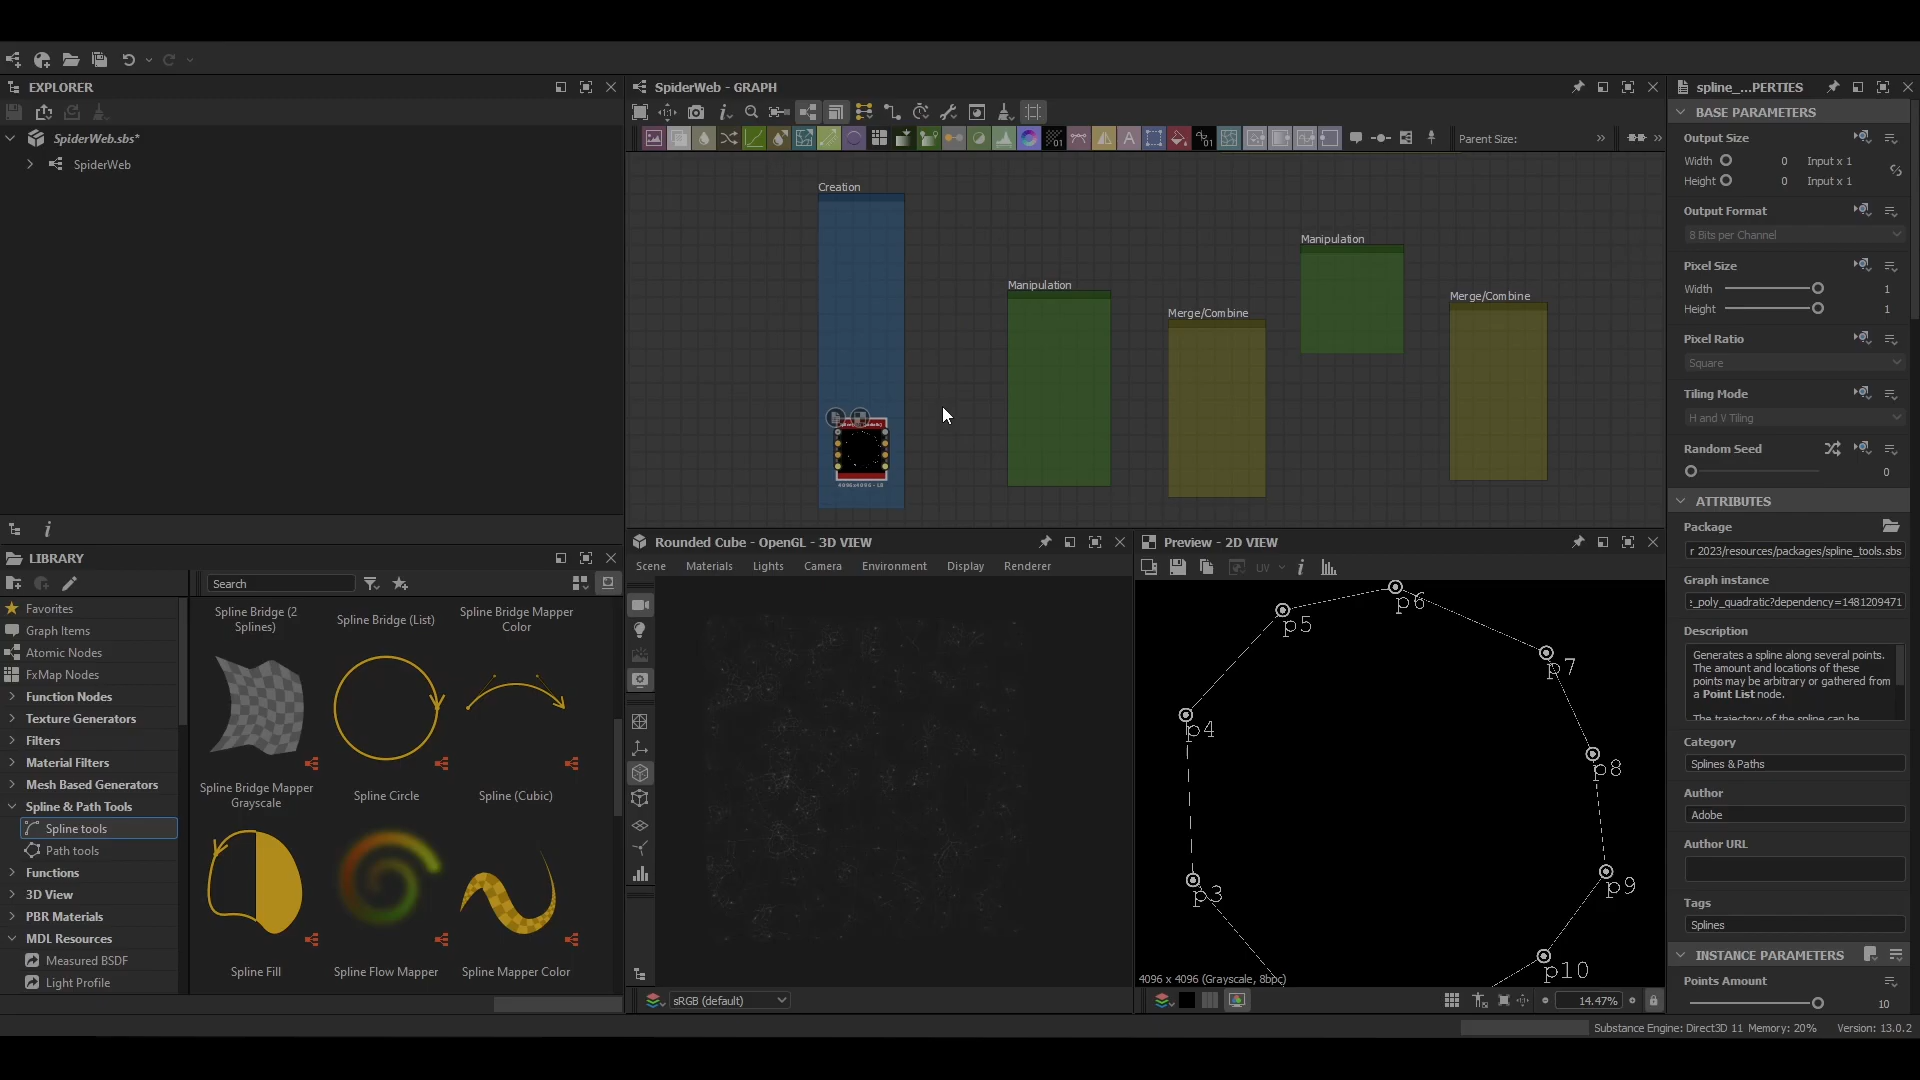 EXPLORER
SpiderWeb.sbs*
SpiderWeb
SpiderWeb - GRAPH
Parent Size:
Creation
Manipulation
Merge/Combine
Manipulation
Merge/Combine
4096x4096 - L8
spline_...PERTIES
BASE PARAMETERS
Output Size
Width 0 Input x 1
Height 0 Input x 1
Output Format
8 Bits per Channel
Pixel Size
Width 1
Height 1
Pixel Ratio
Square
Tiling Mode
H and V Tiling
Random Seed
0
ATTRIBUTES
Package
r 2023/resources/packages/spline_tools.sbs
Graph instance
:_poly_quadratic?dependency=1481209471
Description
Generates a spline along several points.
The amount and locations of these
points may be arbitrary or gathered from
a Point List node.
The trajectory of the spline can be
Category
Splines & Paths
Author
Adobe
Author URL
Tags
Splines
INSTANCE PARAMETERS
Points Amount
10
LIBRARY
Search
Favorites
Graph Items
Atomic Nodes
FxMap Nodes
Function Nodes
Texture Generators
Filters
Material Filters
Mesh Based Generators
Spline & Path Tools
Spline tools
Path tools
Functions
3D View
PBR Materials
MDL Resources
Measured BSDF
Light Profile
Spline Bridge (2
Splines)
Spline Bridge (List)
Spline Bridge Mapper
Color
Spline Bridge Mapper
Grayscale
Spline Circle
Spline (Cubic)
Spline Fill
Spline Flow Mapper
Spline Mapper Color
Rounded Cube - OpenGL - 3D VIEW
Scene Materials Lights Camera Environment Display Renderer
sRGB (default)
Preview - 2D VIEW
UV
p6
p5
p7
p4
p8
p3
p9
p10
4096 x 4096 (Grayscale, 8bpc)
14.47%
Substance Engine: Direct3D 11 Memory: 20% Version: 13.0.2